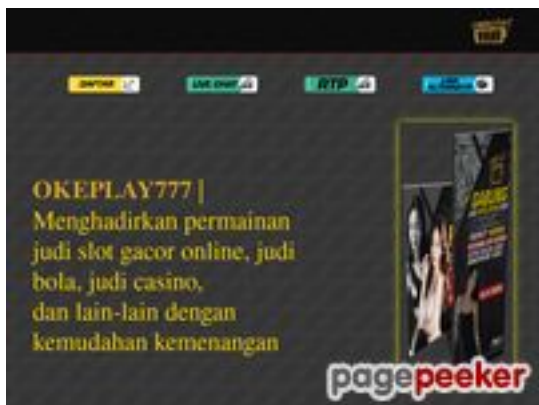 DAFTAR
LIVE CHAT
RTP
OKEPLAY777 |
Menghadirkan permainan
judi slot gacor online, judi
bola, judi casino,
dan lain-lain dengan
kemudahan kemenangan
pagepeeker